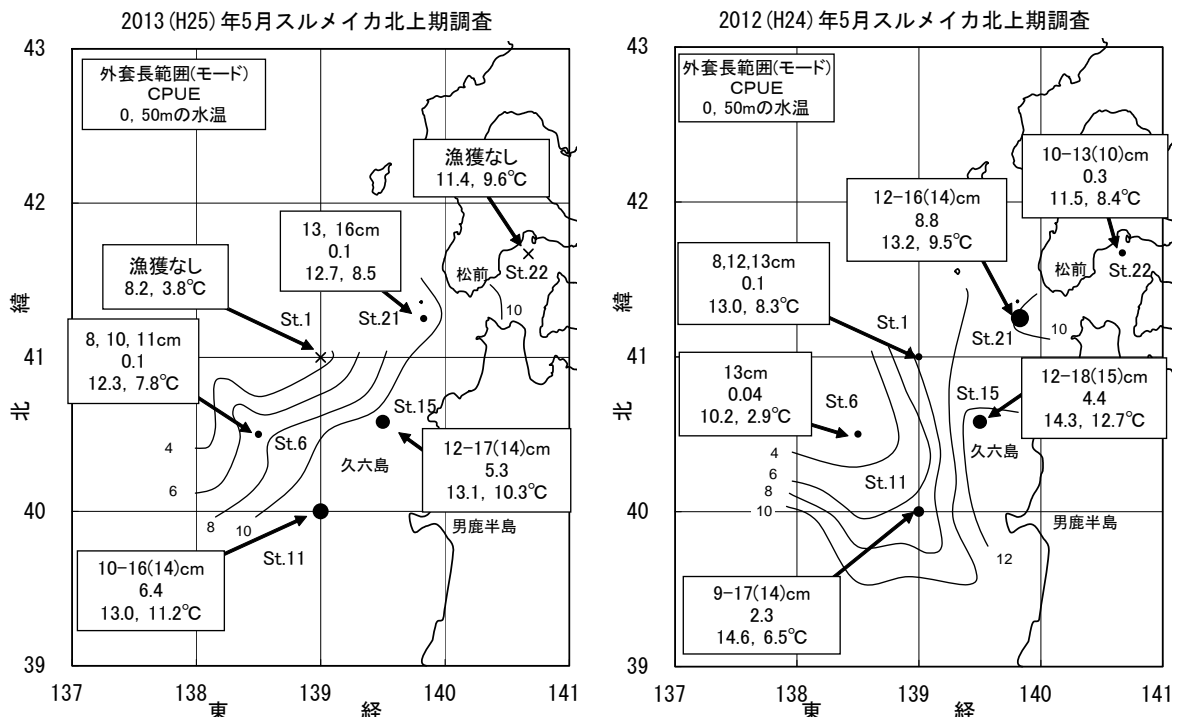 2013(H25)年5月スルメイカ北上期調査
43
外套長範囲(モード)
CPUE
0, 50mの水温
漁獲なし
11.4, 9.6℃
42
13, 16cm
0.1
12.7, 8.5
松前
St.22
漁獲なし
8.2, 3.8℃
10
St.1
St.21
北 緯
41
8, 10, 11cm
0.1
12.3, 7.8℃
St.15
St.6
4
久六島
12-17(14)cm
5.3
13.1, 10.3℃
6
8
10
40
男鹿半島
St.11
10-16(14)cm
6.4
13.0, 11.2℃
39
137
138
139
140
141
東 経
2012(H24)年5月スルメイカ北上期調査
43
外套長範囲(モード)
CPUE
0, 50mの水温
10-13(10)cm
0.3
11.5, 8.4℃
12-16(14)cm
8.8
13.2, 9.5℃
42
8,12,13cm
0.1
13.0, 8.3℃
松前
St.22
St.1
St.21
10
北 緯
41
13cm
0.04
10.2, 2.9℃
St.6
St.15
12-18(15)cm
4.4
14.3, 12.7℃
4
久六島
6
St.11
8
10
40
男鹿半島
12
9-17(14)cm
2.3
14.6, 6.5℃
39
137
138
139
140
141
東 経